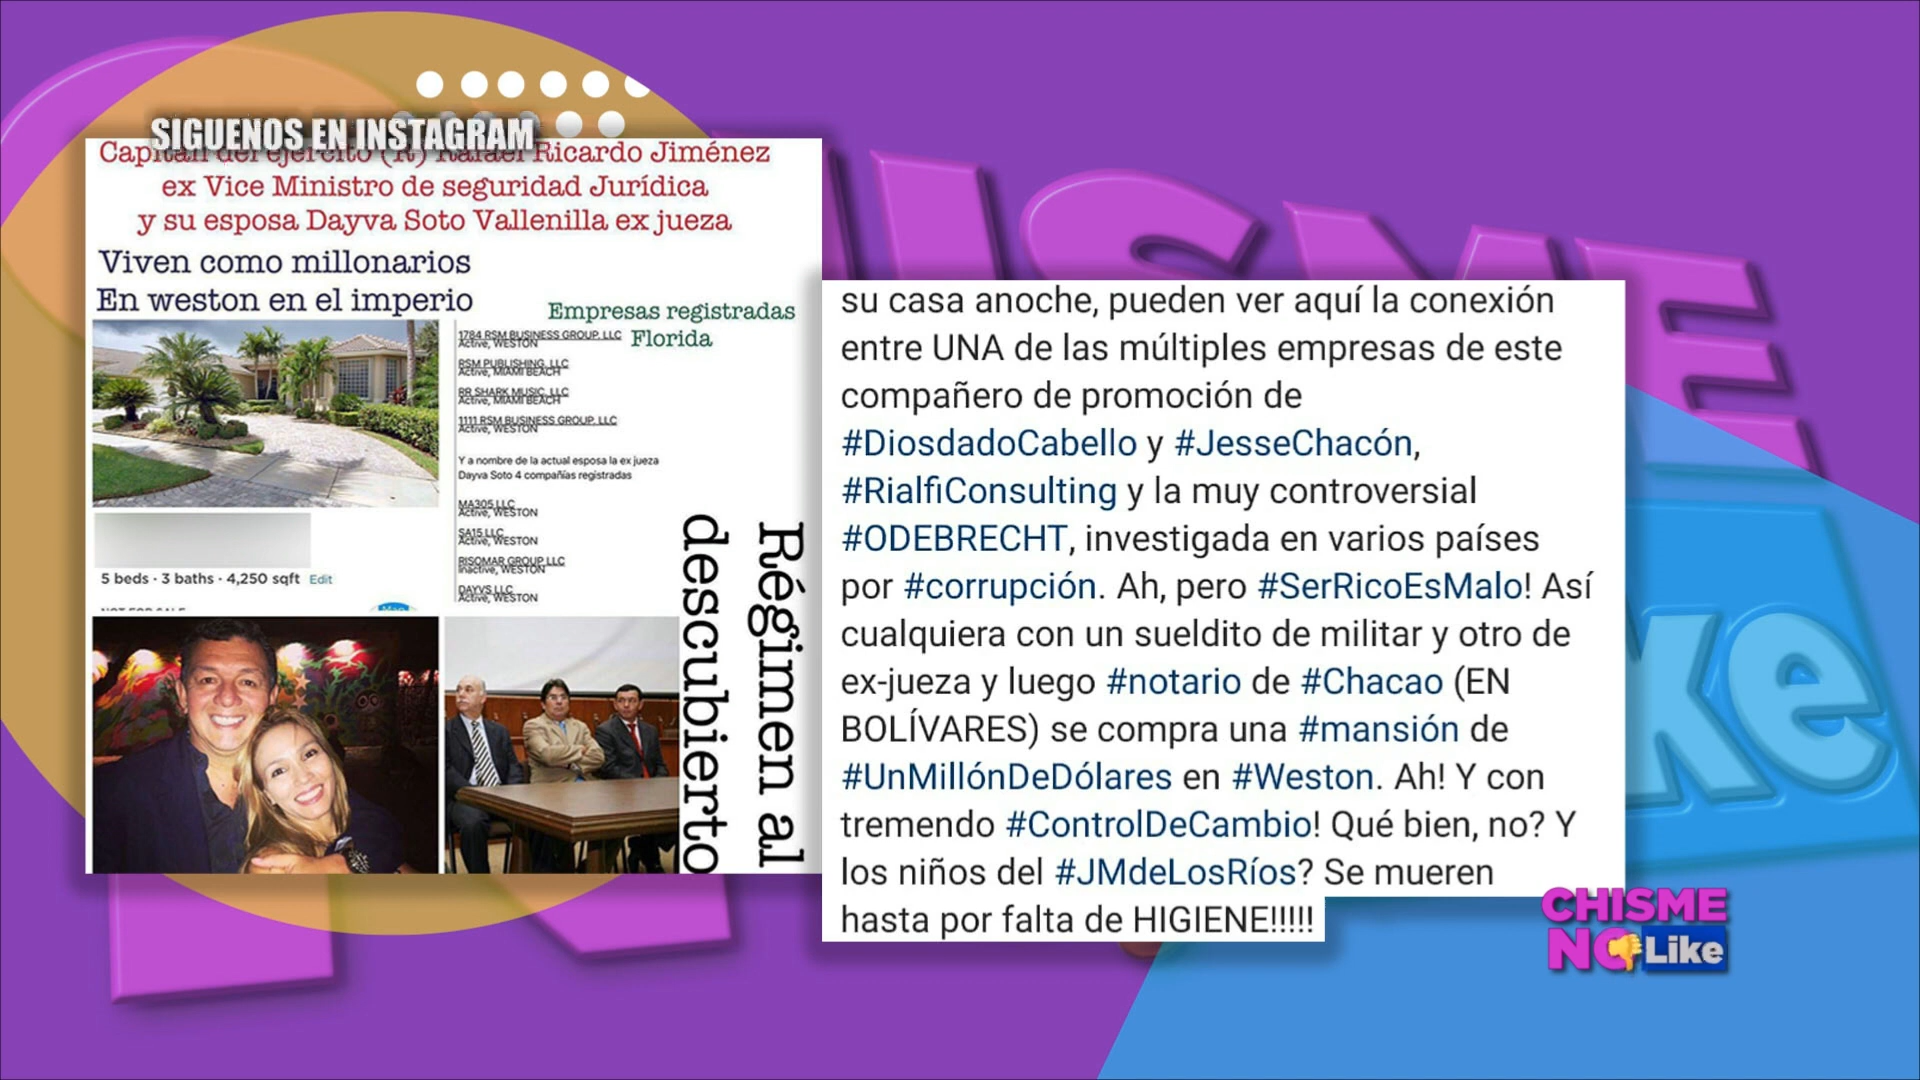 SIGUENOS EN INSTAGRAM
Capitán del ejército (R) Rafael Ricardo Jiménez
ex Vice Ministro de seguridad Jurídica
y su esposa Dayva Soto Vallenilla ex jueza
Viven como millonarios
En weston en el imperio
Empresas registradas
Florida
1784 RSM BUSINESS GROUP, LLC
Active, WESTON
RSM PUBLISHING, LLC
Active, MIAMI BEACH
RR SHARK MUSIC, LLC
Active, MIAMI BEACH
1111 RSM BUSINESS GROUP, LLC
Active, WESTON
Y a nombre de la actual esposa la ex jueza
Dayva Soto 4 compañías registradas
MA305 LLC
Active, WESTON
SA15 LLC
Active, WESTON
RISOMAR GROUP LLC
Inactive, WESTON
DAYVS LLC
Active, WESTON
5 beds · 3 baths · 4,250 sqft Edit
NOT FOR SALE
Map
Régimen al
descubierto
su casa anoche, pueden ver aquí la conexión
entre UNA de las múltiples empresas de este
compañero de promoción de
#DiosdadoCabello y #JesseChacón,
#RialfiConsulting y la muy controversial
#ODEBRECHT, investigada en varios países
por #corrupción. Ah, pero #SerRicoEsMalo! Así
cualquiera con un sueldito de militar y otro de
ex-jueza y luego #notario de #Chacao (EN
BOLÍVARES) se compra una #mansión de
#UnMillónDeDólares en #Weston. Ah! Y con
tremendo #ControlDeCambio! Qué bien, no? Y
los niños del #JMdeLosRíos? Se mueren
hasta por falta de HIGIENE!!!!!
CHISME
NO Like